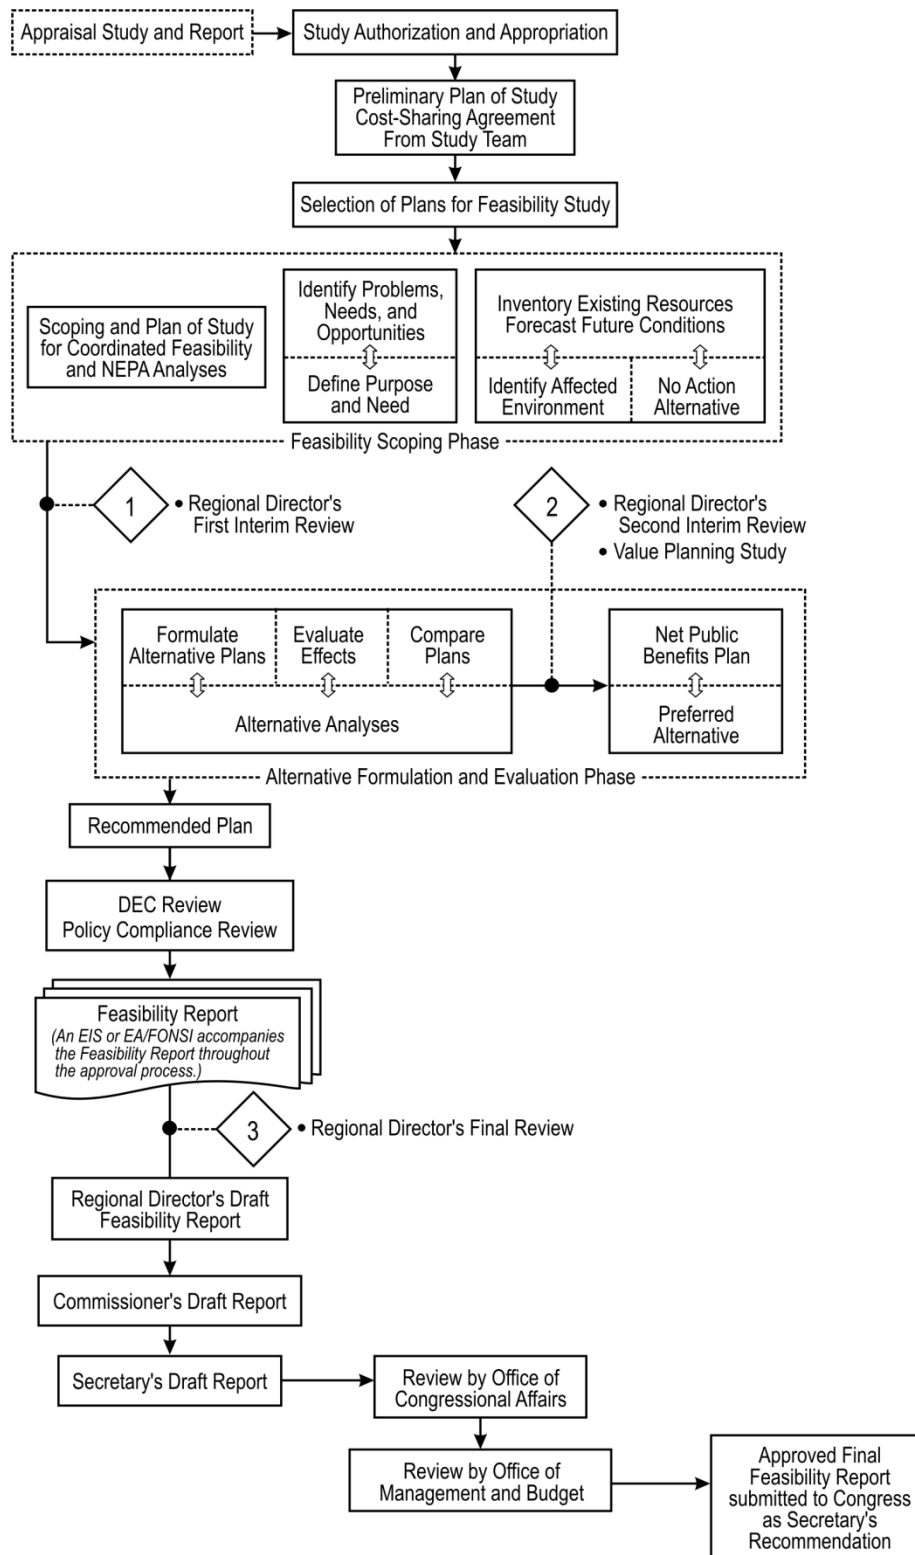 Appraisal Study and Report
Study Authorization and Appropriation
Preliminary Plan of Study
Cost-Sharing Agreement
From Study Team
Selection of Plans for Feasibility Study
Scoping and Plan of Study
for Coordinated Feasibility
and NEPA Analyses
Identify Problems,
Needs, and
Opportunities
Define Purpose
and Need
Inventory Existing Resources
Forecast Future Conditions
Identify Affected
Environment
No Action
Alternative
Feasibility Scoping Phase
1
• Regional Director's
First Interim Review
2
• Regional Director's
Second Interim Review
• Value Planning Study
Formulate
Alternative Plans
Evaluate
Effects
Compare
Plans
Alternative Analyses
Net Public
Benefits Plan
Preferred
Alternative
Alternative Formulation and Evaluation Phase
Recommended Plan
DEC Review
Policy Compliance Review
Feasibility Report
(An EIS or EA/FONSI accompanies
the Feasibility Report throughout
the approval process.)
3
• Regional Director's Final Review
Regional Director's Draft
Feasibility Report
Commissioner's Draft Report
Secretary's Draft Report
Review by Office of
Congressional Affairs
Review by Office of
Management and Budget
Approved Final
Feasibility Report
submitted to Congress
as Secretary's
Recommendation